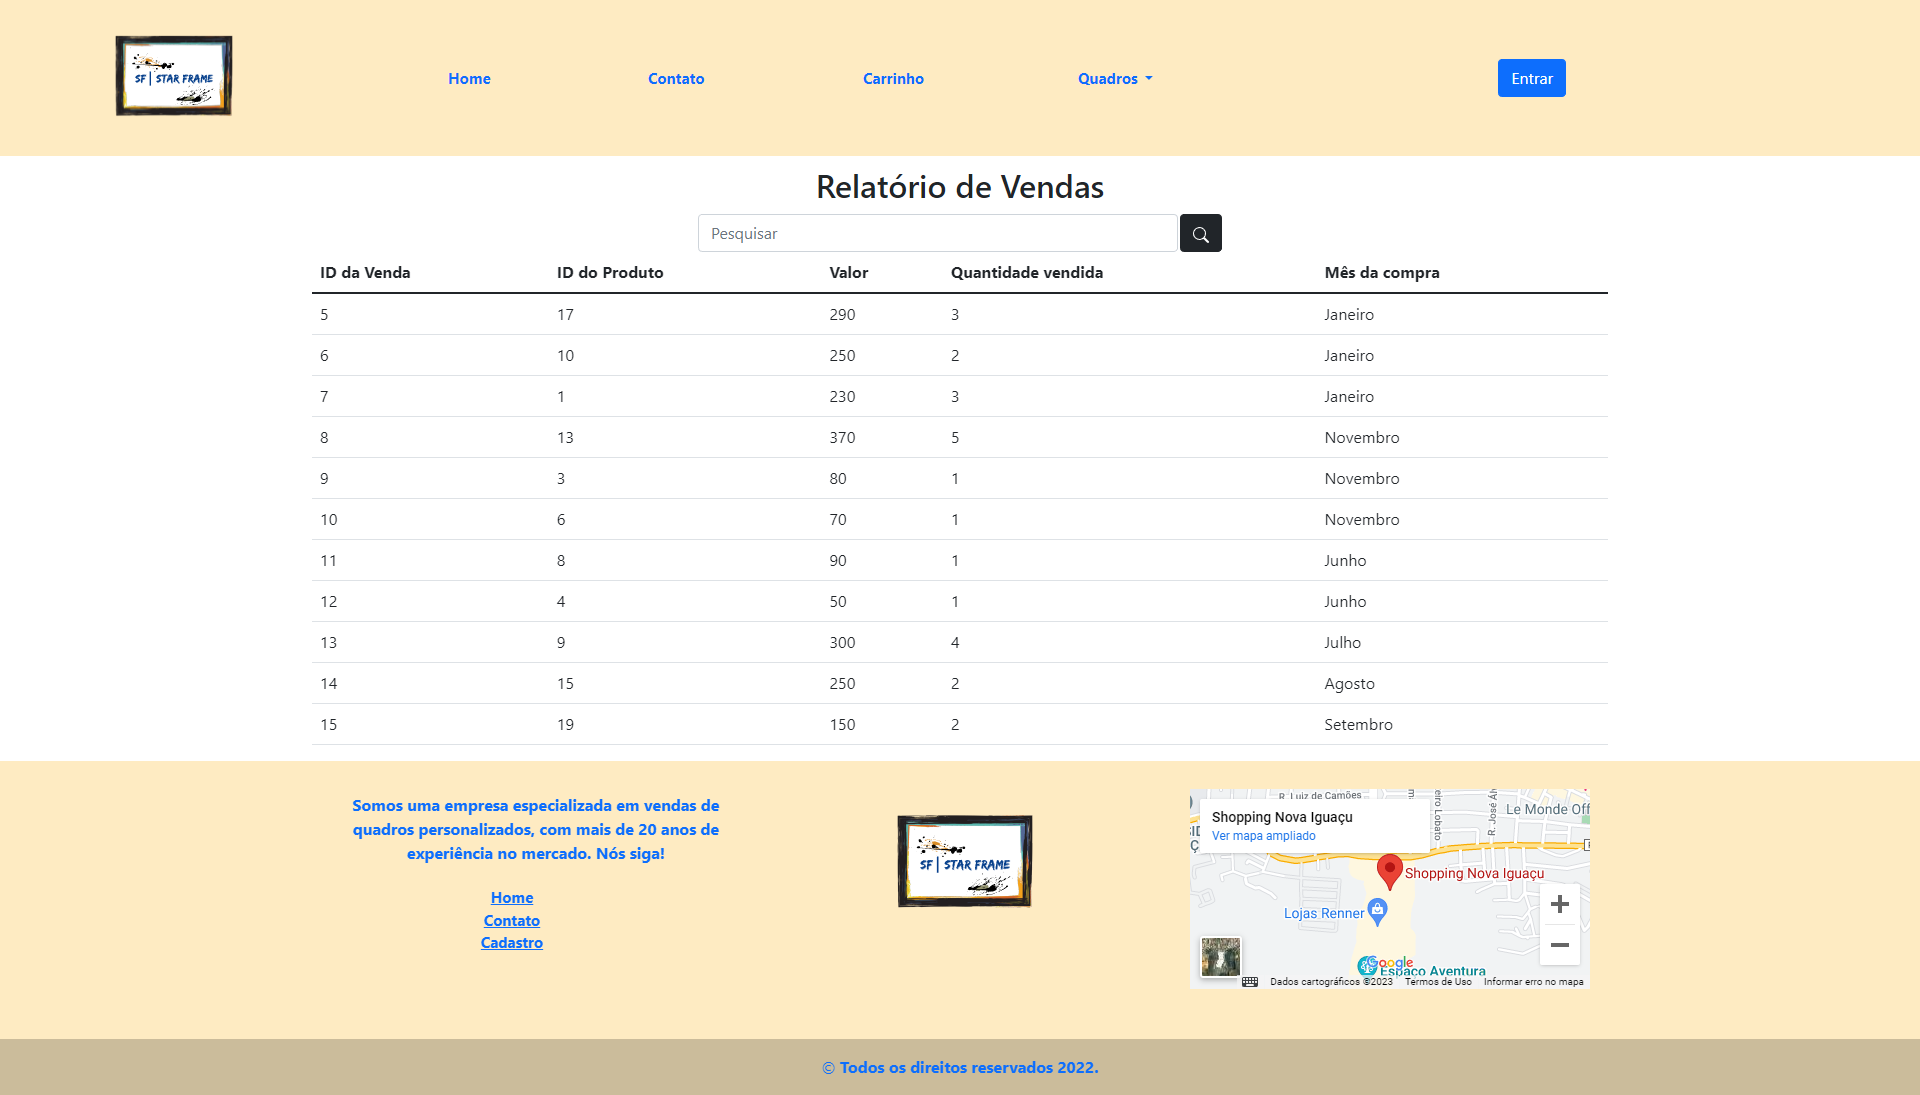 SF | STAR FRAME
Home
Contato
Carrinho
Quadros
Entrar
Relatório de Vendas
Pesquisar
ID da Venda ID do Produto Valor Quantidade vendida Mês da compra
5 17 290 3 Janeiro
6 10 250 2 Janeiro
7 1 230 3 Janeiro
8 13 370 5 Novembro
9 3 80 1 Novembro
10 6 70 1 Novembro
11 8 90 1 Junho
12 4 50 1 Junho
13 9 300 4 Julho
14 15 250 2 Agosto
15 19 150 2 Setembro
Somos uma empresa especializada em vendas de
quadros personalizados, com mais de 20 anos de
experiência no mercado. Nós siga!
Home
Contato
Cadastro
SF | STAR FRAME
R. Luiz de Camões
Le Monde Off
Shopping Nova Iguaçu
Ver mapa ampliado
Shopping Nova Iguaçu
Lojas Renner
Google
Espaço Aventura
Dados cartográficos ©2023 Termos de Uso Informar erro no mapa
© Todos os direitos reservados 2022.